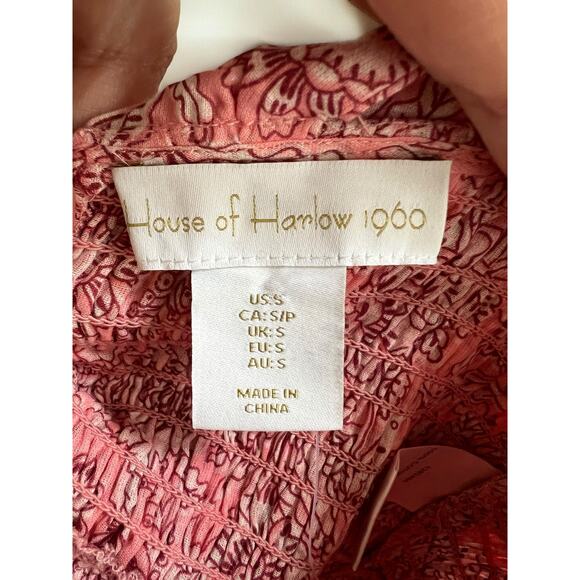 House of Harlow 1960
US: S
CA: S/P
UK: S
EU: S
AU: S
MADE IN
CHINA